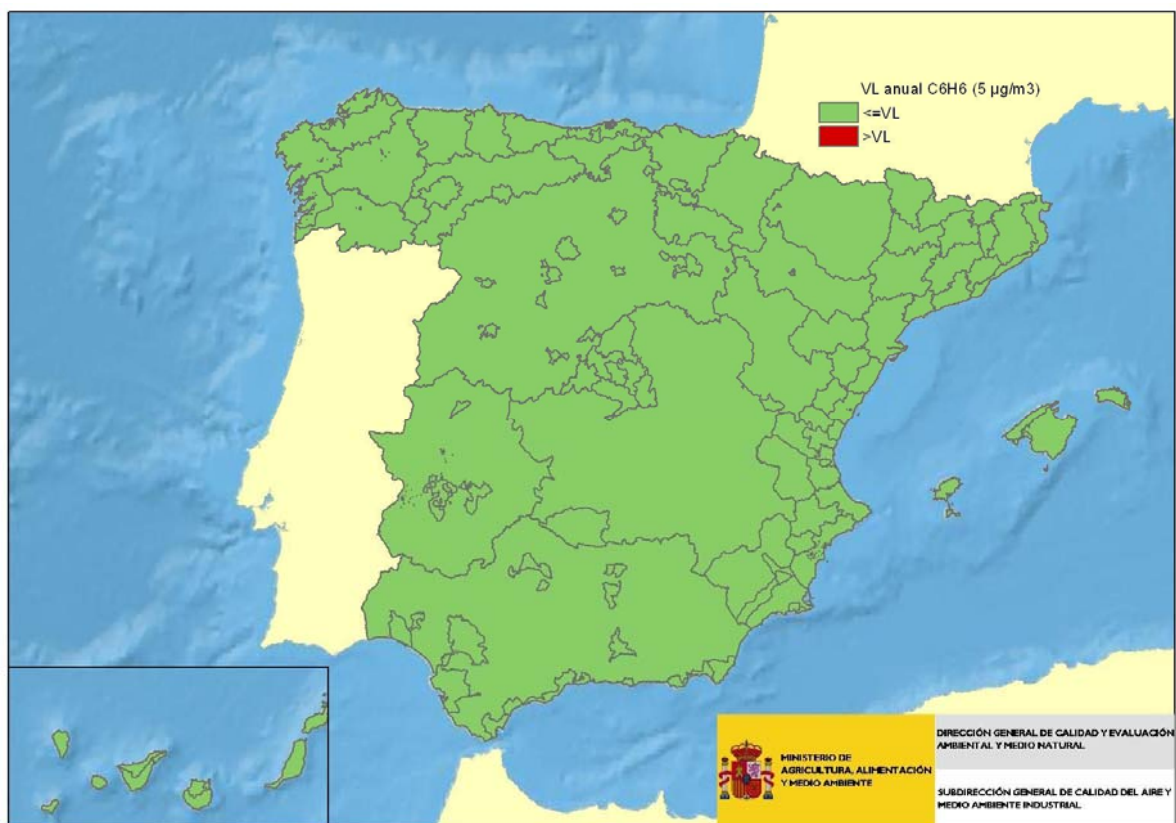 VL anual C6H6 (5 µg/m3)
<=VL
>VL
MINISTERIO DE
AGRICULTURA, ALIMENTACIÓN
Y MEDIO AMBIENTE
DIRECCIÓN GENERAL DE CALIDAD Y EVALUACIÓN
AMBIENTAL Y MEDIO NATURAL
SUBDIRECCIÓN GENERAL DE CALIDAD DEL AIRE Y
MEDIO AMBIENTE INDUSTRIAL